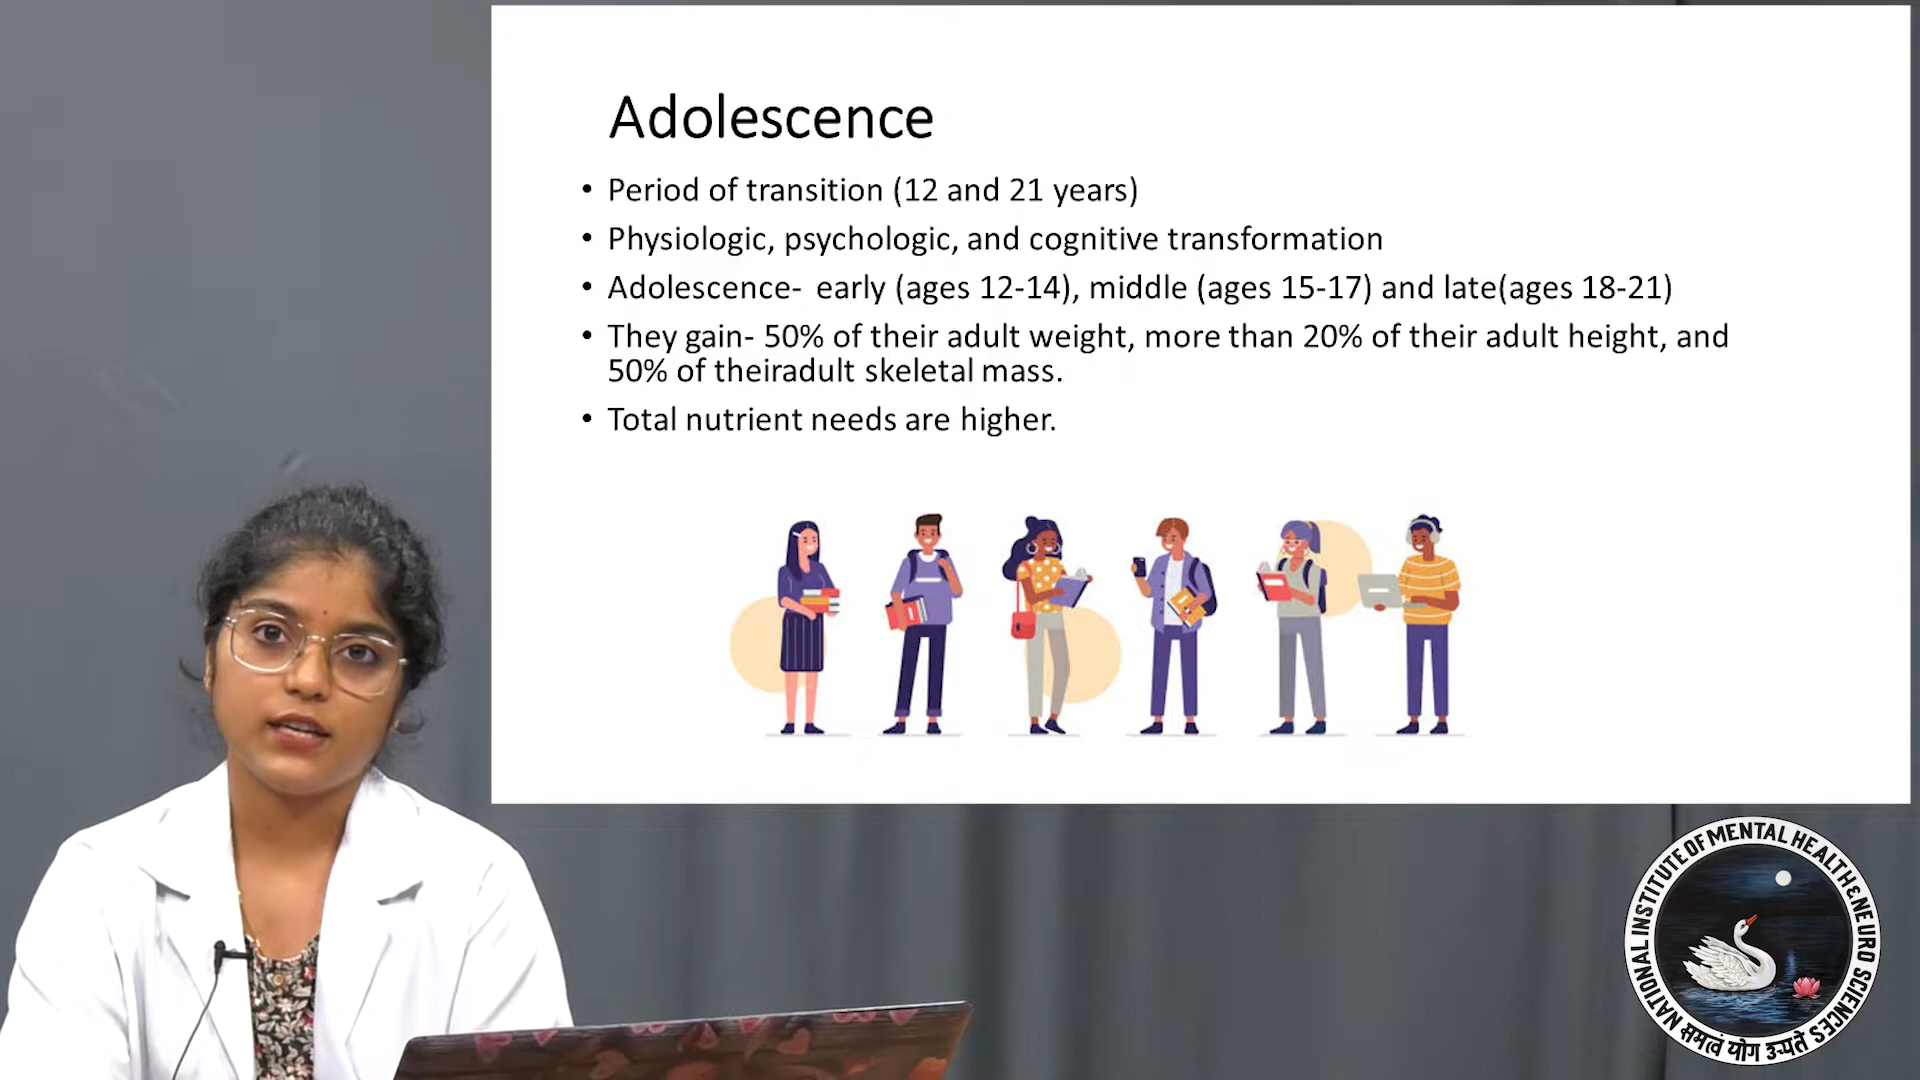 Adolescence
• Period of transition (12 and 21 years)
• Physiologic, psychologic, and cognitive transformation
• Adolescence- early (ages 12-14), middle (ages 15-17) and late(ages 18-21)
• They gain- 50% of their adult weight, more than 20% of their adult height, and
50% of theiradult skeletal mass.
• Total nutrient needs are higher.
NATIONAL INSTITUTE OF MENTAL HEALTH & NEURO SCIENCES
समत्वं योग उच्यते